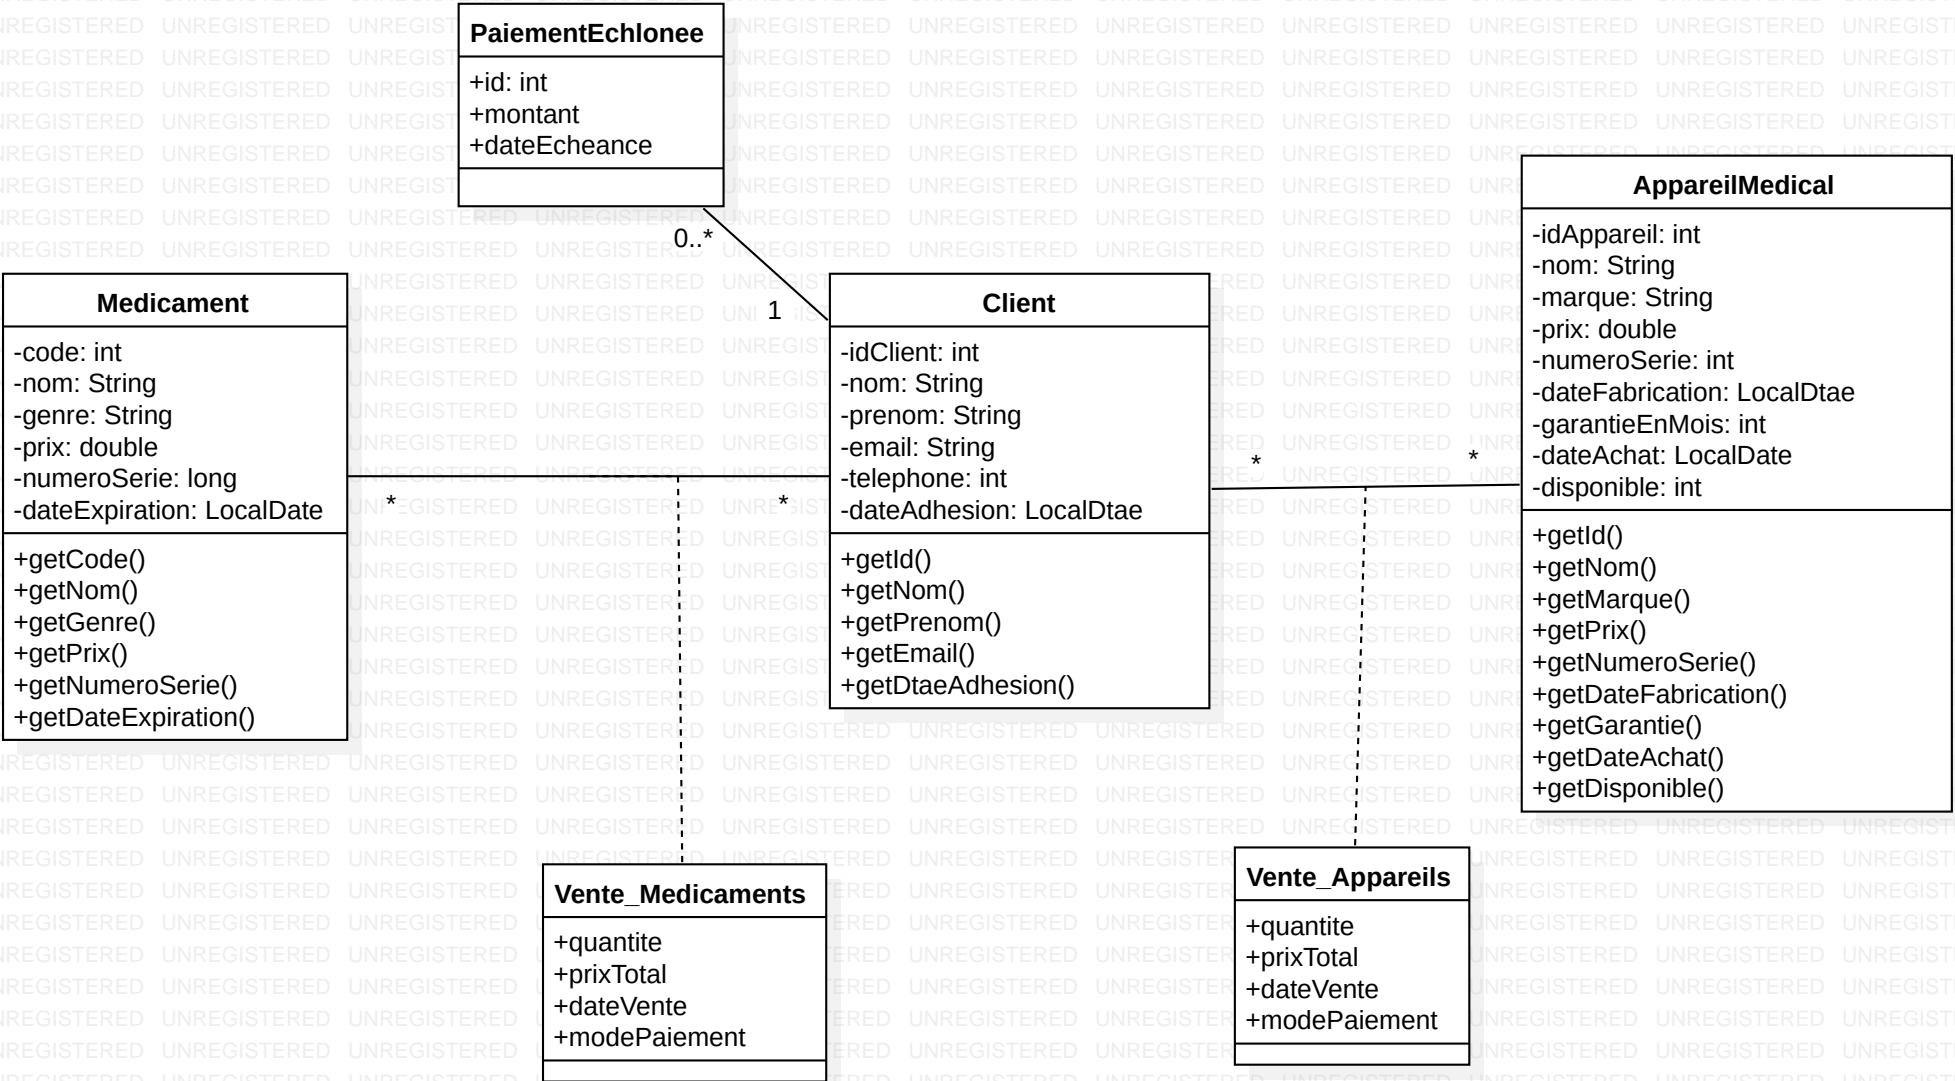 PaiementEchlonee
+id: int
+montant
+dateEcheance
0..*
1
Medicament
-code: int
-nom: String
-genre: String
-prix: double
-numeroSerie: long
-dateExpiration: LocalDate
+getCode()
+getNom()
+getGenre()
+getPrix()
+getNumeroSerie()
+getDateExpiration()
*
*
Client
-idClient: int
-nom: String
-prenom: String
-email: String
-telephone: int
-dateAdhesion: LocalDtae
+getId()
+getNom()
+getPrenom()
+getEmail()
+getDtaeAdhesion()
*
*
AppareilMedical
-idAppareil: int
-nom: String
-marque: String
-prix: double
-numeroSerie: int
-dateFabrication: LocalDtae
-garantieEnMois: int
-dateAchat: LocalDate
-disponible: int
+getId()
+getNom()
+getMarque()
+getPrix()
+getNumeroSerie()
+getDateFabrication()
+getGarantie()
+getDateAchat()
+getDisponible()
Vente_Medicaments
+quantite
+prixTotal
+dateVente
+modePaiement
Vente_Appareils
+quantite
+prixTotal
+dateVente
+modePaiement
UNREGISTERED